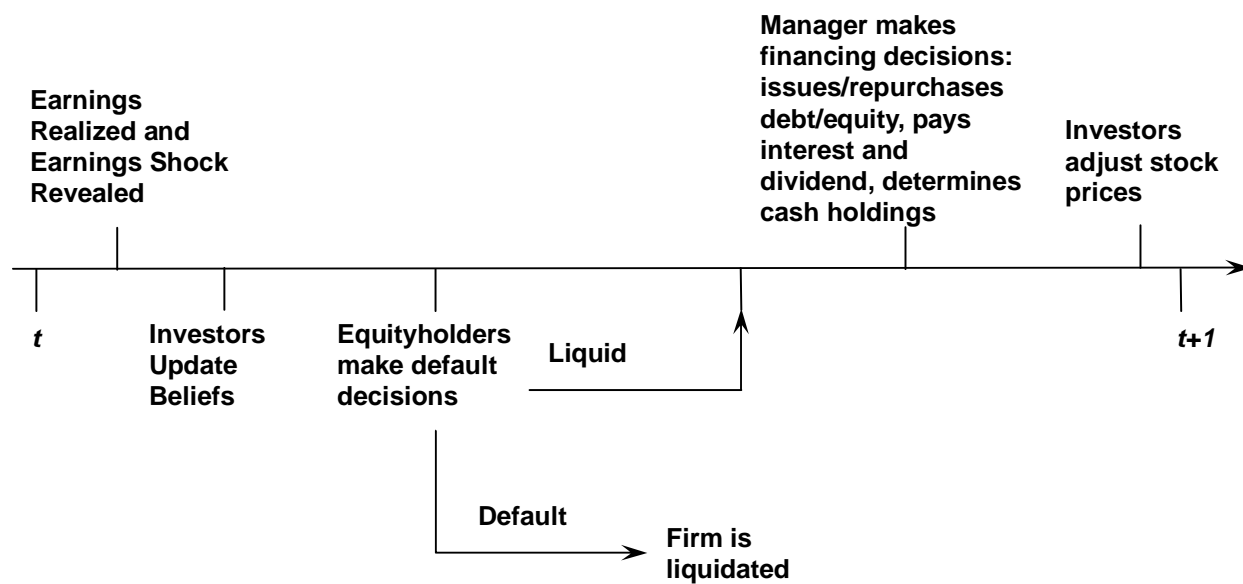 Earnings
Realized and
Earnings Shock
Revealed
Manager makes
financing decisions:
issues/repurchases
debt/equity, pays
interest and
dividend, determines
cash holdings
Investors
adjust stock
prices
t
Investors
Update
Beliefs
Equityholders
make default
decisions
Liquid
t+1
Default
Firm is
liquidated